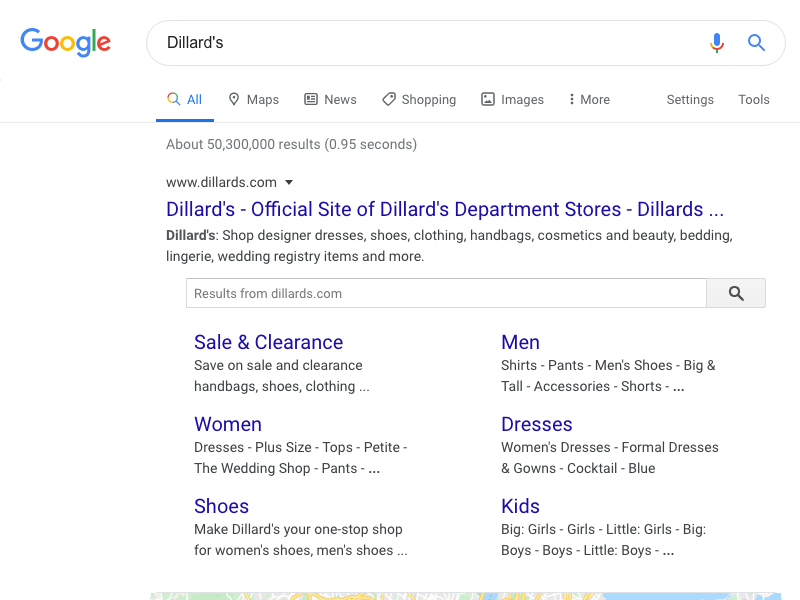 Google
Dillard's
All Maps News Shopping Images More Settings Tools
About 50,300,000 results (0.95 seconds)
www.dillards.com
Dillard's - Official Site of Dillard's Department Stores - Dillards ...
Dillard's: Shop designer dresses, shoes, clothing, handbags, cosmetics and beauty, bedding,
lingerie, wedding registry items and more.
Results from dillards.com
Sale & Clearance
Save on sale and clearance
handbags, shoes, clothing ...
Men
Shirts - Pants - Men's Shoes - Big &
Tall - Accessories - Shorts - ...
Women
Dresses - Plus Size - Tops - Petite -
The Wedding Shop - Pants - ...
Dresses
Women's Dresses - Formal Dresses
& Gowns - Cocktail - Blue
Shoes
Make Dillard's your one-stop shop
for women's shoes, men's shoes ...
Kids
Big: Girls - Girls - Little: Girls - Big:
Boys - Boys - Little: Boys - ...